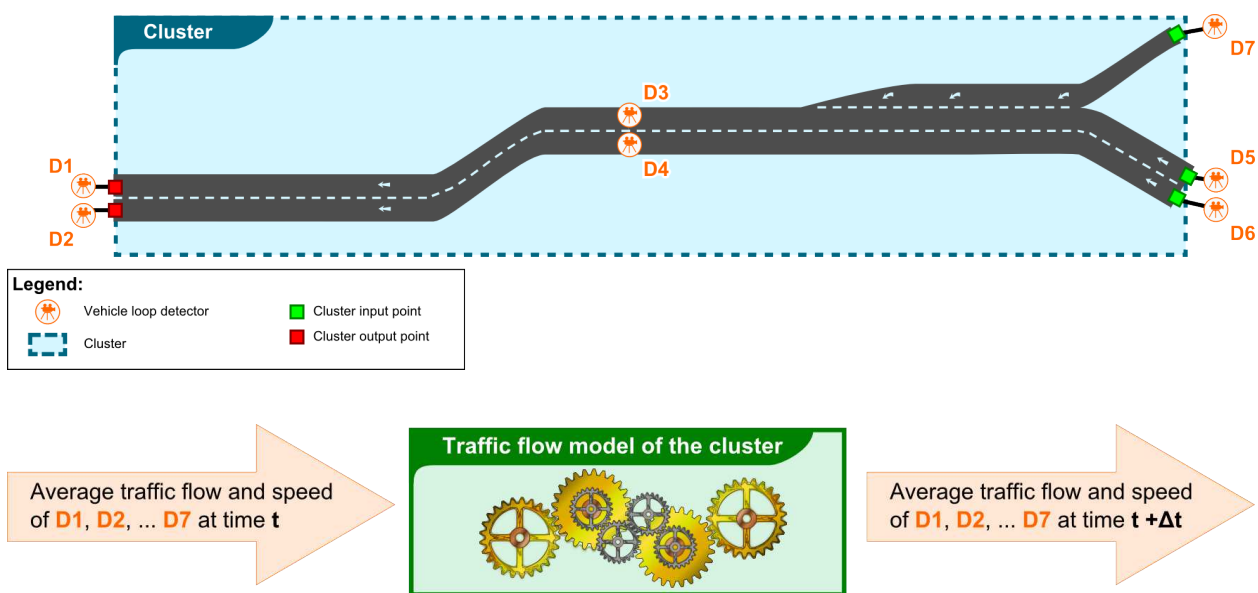 Cluster
D7
D3
D1
D5
D4
D2
D6
Legend:
Vehicle loop detector
Cluster input point
Cluster
Cluster output point
Traffic flow model of the cluster
Average traffic flow and speed
of D1, D2, ... D7 at time t
Average traffic flow and speed
of D1, D2, ... D7 at time t +Δt